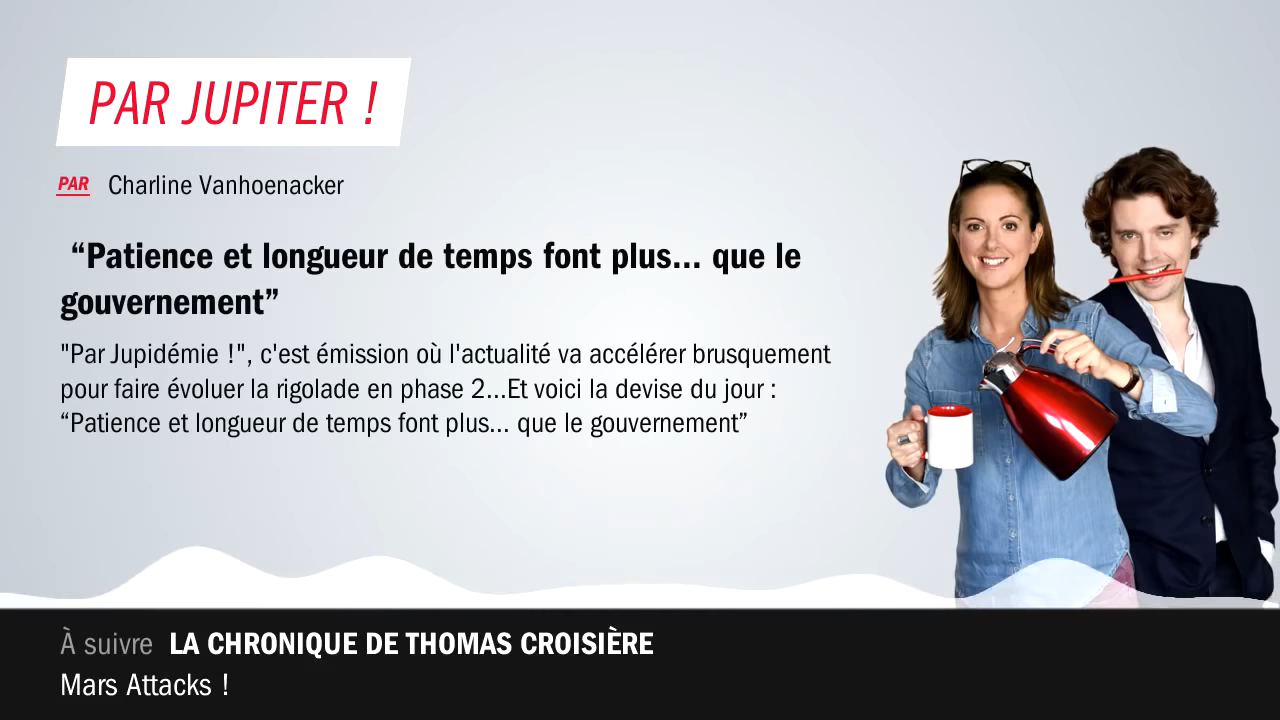 PAR JUPITER !
PAR Charline Vanhoenacker
“Patience et longueur de temps font plus... que le
gouvernement”
"Par Jupidémie !", c'est émission où l'actualité va accélérer brusquement
pour faire évoluer la rigolade en phase 2...Et voici la devise du jour :
“Patience et longueur de temps font plus... que le gouvernement”
À suivre LA CHRONIQUE DE THOMAS CROISIÈRE
Mars Attacks !